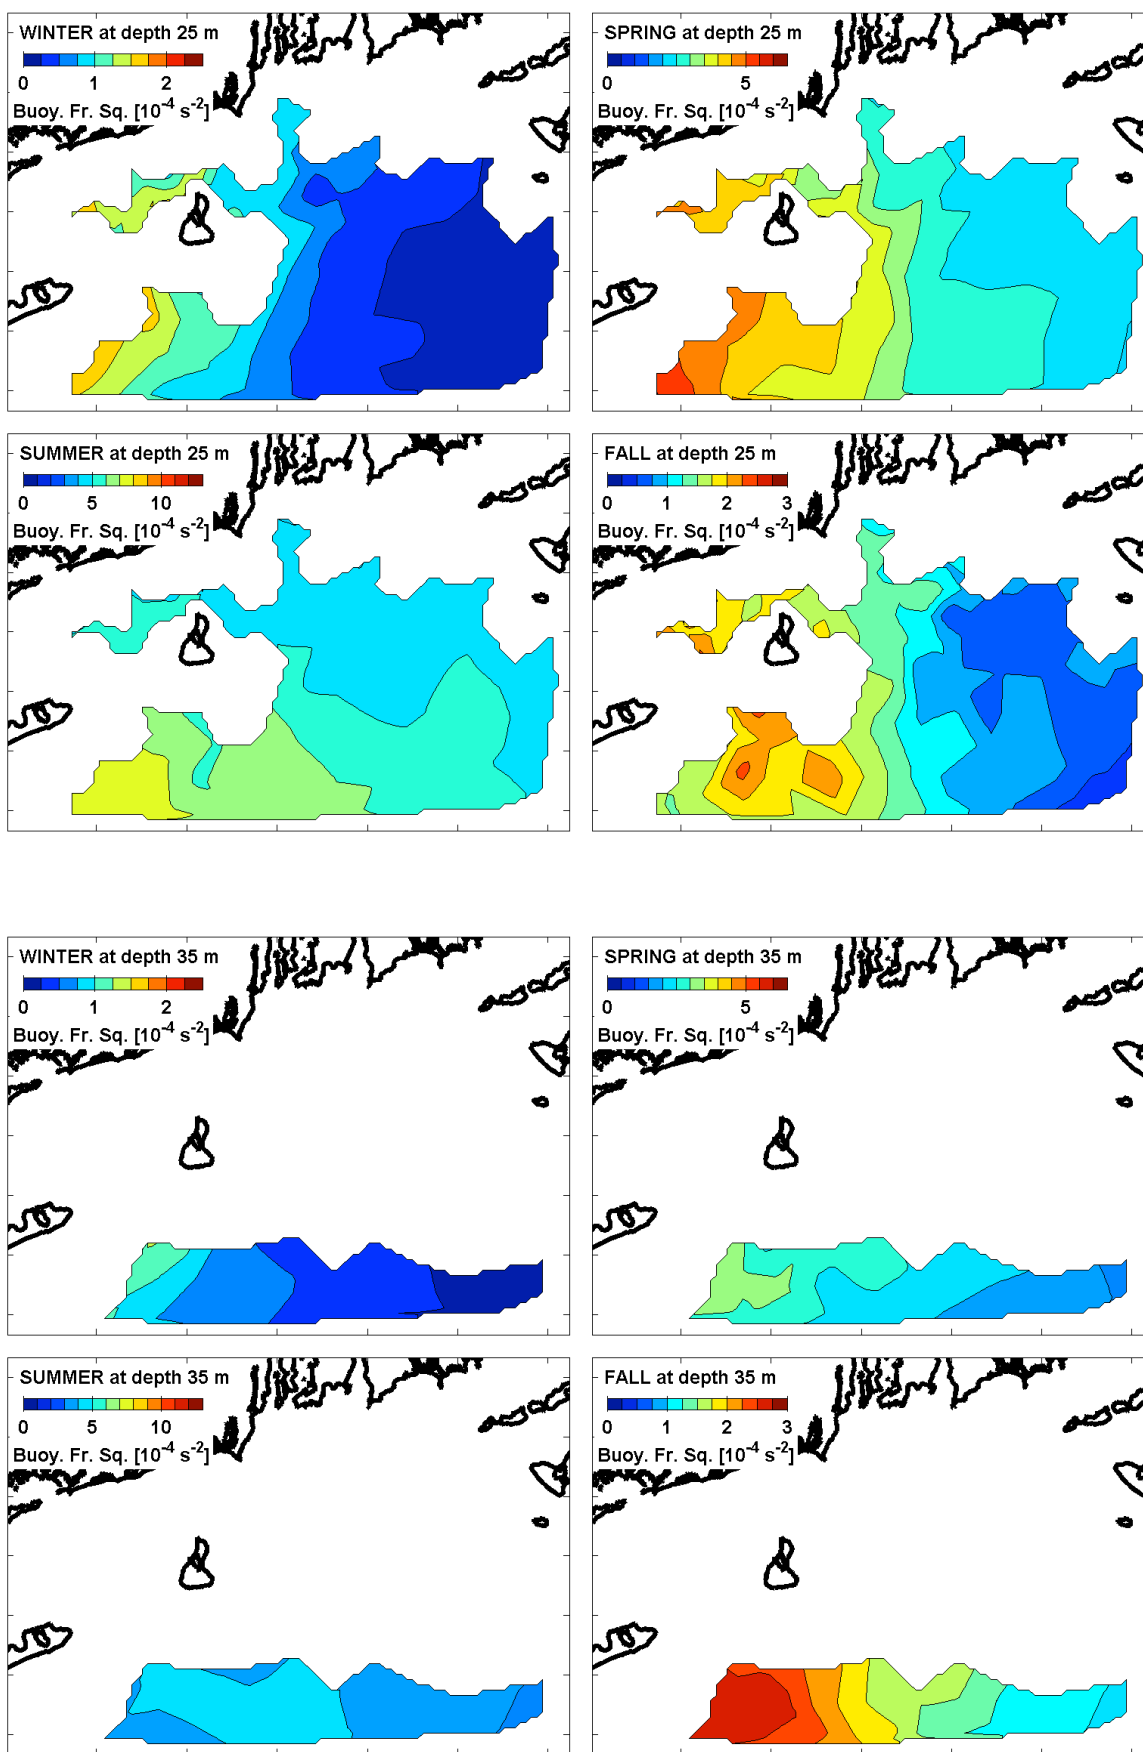 WINTER at depth 25 m
0 1 2
Buoy. Fr. Sq. [10^-4 s^-2]
SPRING at depth 25 m
0 5
Buoy. Fr. Sq. [10^-4 s^-2]
SUMMER at depth 25 m
0 5 10
Buoy. Fr. Sq. [10^-4 s^-2]
FALL at depth 25 m
0 1 2 3
Buoy. Fr. Sq. [10^-4 s^-2]
WINTER at depth 35 m
0 1 2
Buoy. Fr. Sq. [10^-4 s^-2]
SPRING at depth 35 m
0 5
Buoy. Fr. Sq. [10^-4 s^-2]
SUMMER at depth 35 m
0 5 10
Buoy. Fr. Sq. [10^-4 s^-2]
FALL at depth 35 m
0 1 2 3
Buoy. Fr. Sq. [10^-4 s^-2]